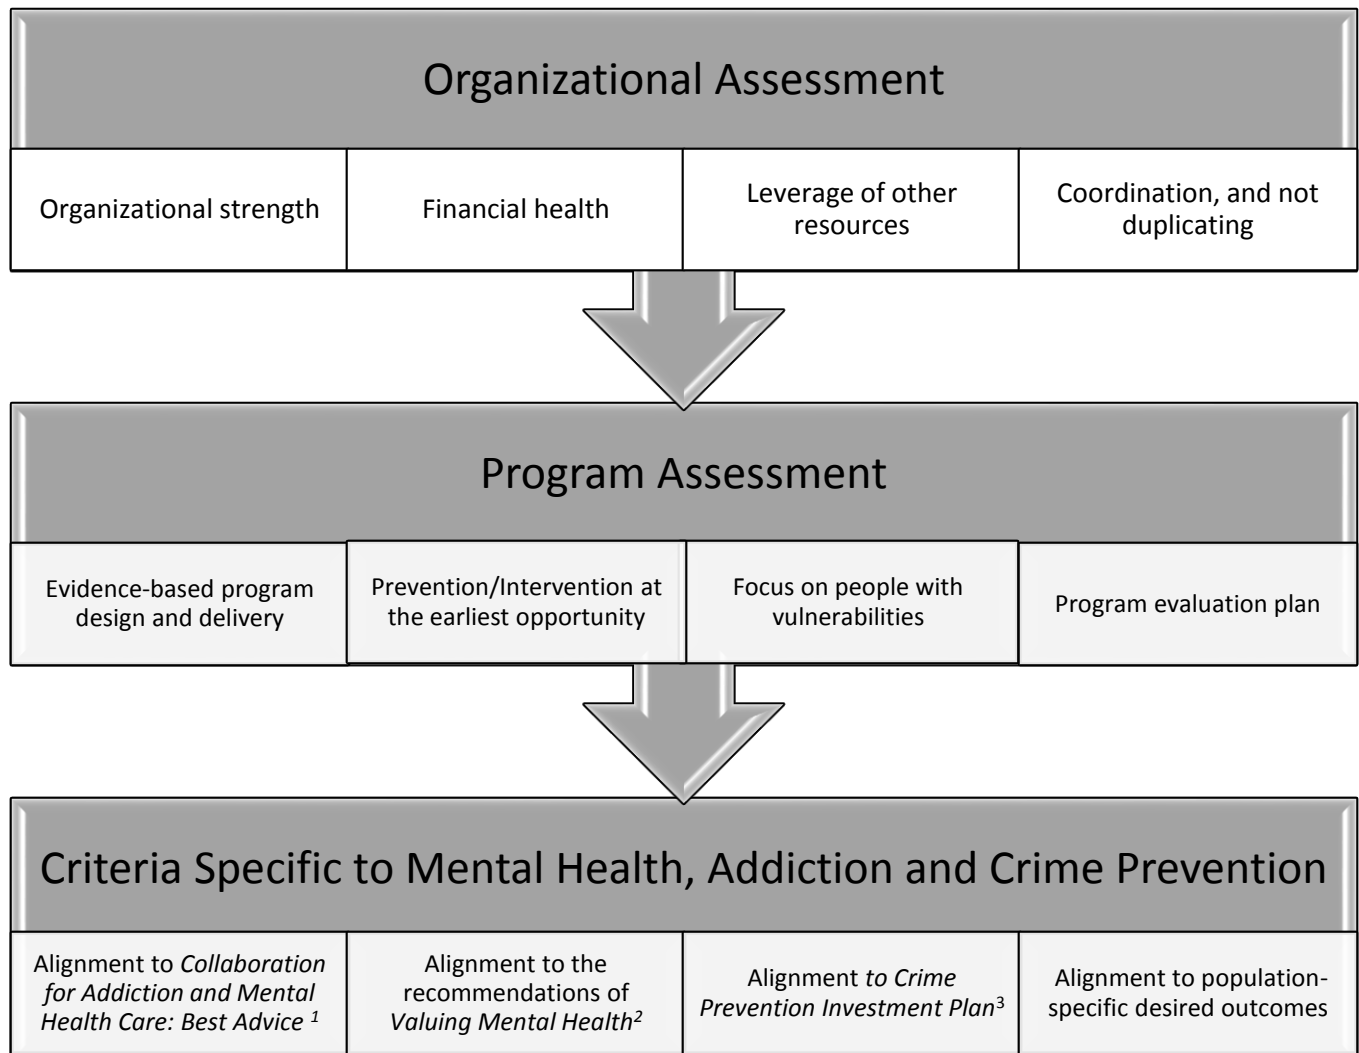 Organizational Assessment
Organizational strength
Financial health
Leverage of other
resources
Coordination, and not
duplicating
Program Assessment
Evidence-based program
design and delivery
Prevention/Intervention at
the earliest opportunity
Focus on people with
vulnerabilities
Program evaluation plan
Criteria Specific to Mental Health, Addiction and Crime Prevention
Alignment to Collaboration
for Addiction and Mental
Health Care: Best Advice 1
Alignment to the
recommendations of
Valuing Mental Health2
Alignment to Crime
Prevention Investment Plan3
Alignment to population-
specific desired outcomes